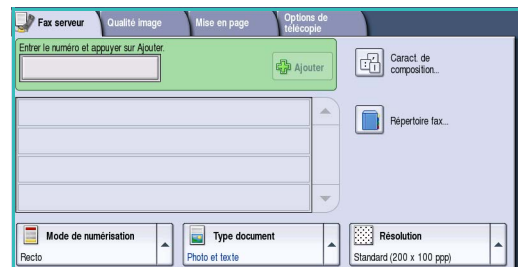 Fax serveur
Qualité image
Mise en page
Options de
télécopie
Entrer le numéro et appuyer sur Ajouter.
Ajouter
Caract. de
composition...
Répertoire fax...
Mode de numérisation
Recto
Type document
Photo et texte
Résolution
Standard (200 x 100 ppp)